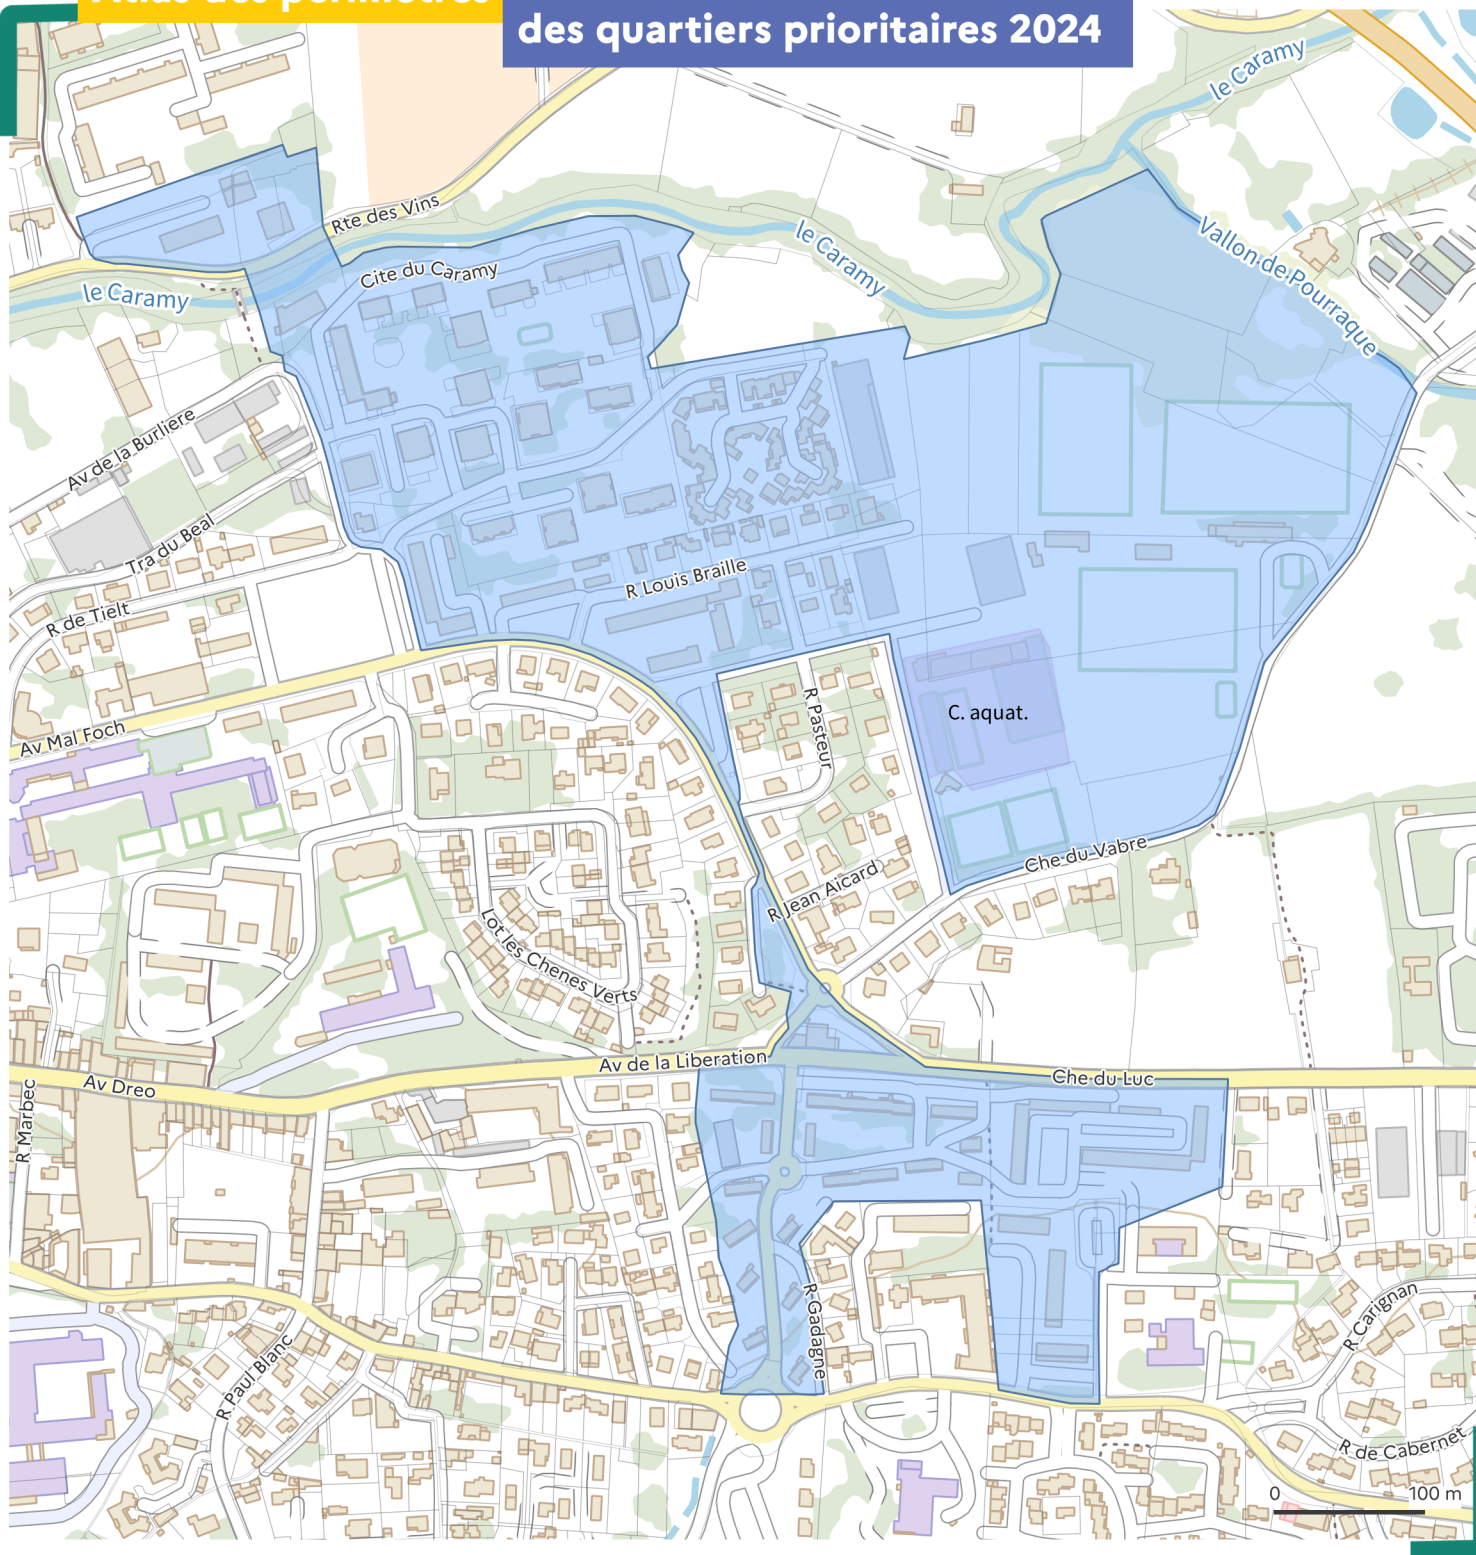 Atlas des périmètres
des quartiers prioritaires 2024
le Caramy
Rte des Vins
le Caramy
Vallon de Pourraque
Cite du Caramy
le Caramy
Av de la Burliere
Tra du Beal
R Louis Braille
R de Tielt
R Pasteur
C. aquat.
Av Mal Foch
Che du Vabre
R Jean Aicard
Lot les Chenes Verts
Av de la Liberation
Che du Luc
Av Dreo
R Marbec
R Gadagne
R Carignan
R Paul Blanc
R de Cabernet
0 100 m